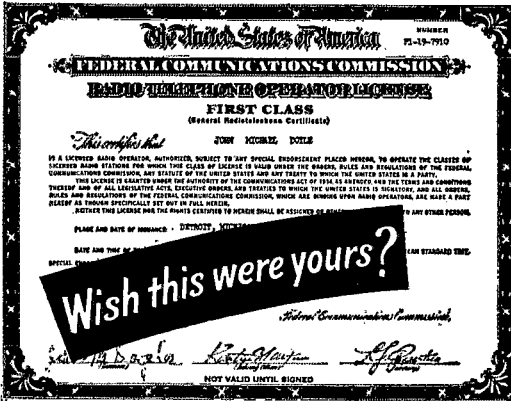 The United States of America
NUMBER
P1-19-7910
FEDERAL COMMUNICATIONS COMMISSION
RADIO TELEPHONE OPERATOR LICENSE
FIRST CLASS
(General Radiotelephone Certificate)
This certifies that JOHN MICHAEL DOYLE
IS A LICENSED RADIO OPERATOR, AUTHORIZED, SUBJECT TO ANY SPECIAL ENDORSEMENT PLACED HEREON, TO OPERATE THE CLASSES OF
LICENSED RADIO STATIONS FOR WHICH THIS CLASS OF LICENSE IS VALID UNDER THE ORDERS, RULES AND REGULATIONS OF THE FEDERAL
COMMUNICATIONS COMMISSION, ANY STATUTE OF THE UNITED STATES AND ANY TREATY TO WHICH THE UNITED STATES IS A PARTY.
THIS LICENSE IS GRANTED UNDER THE AUTHORITY OF THE COMMUNICATIONS ACT OF 1934, AS AMENDED, AND THE TERMS AND CONDITIONS
THEREOF AND OF ALL LEGISLATIVE ACTS, EXECUTIVE ORDERS, AND TREATIES TO WHICH THE UNITED STATES IS SIGNATORY, AND ALL ORDERS,
RULES AND REGULATIONS OF THE FEDERAL COMMUNICATIONS COMMISSION, WHICH ARE BINDING UPON RADIO OPERATORS, ARE MADE A PART
HEREOF AS THOUGH SPECIFICALLY SET OUT IN FULL HEREIN.
NEITHER THIS LICENSE NOR THE RIGHTS CERTIFIED TO HEREIN SHALL BE ASSIGNED OR TO ANY OTHER PERSON.
PLACE AND DATE OF ISSUANCE: DETROIT,
DATE AND TIME OF STANDARD TIME.
SPECIAL
Wish this were yours?
Federal Communications Commission,
NOT VALID UNTIL SIGNED